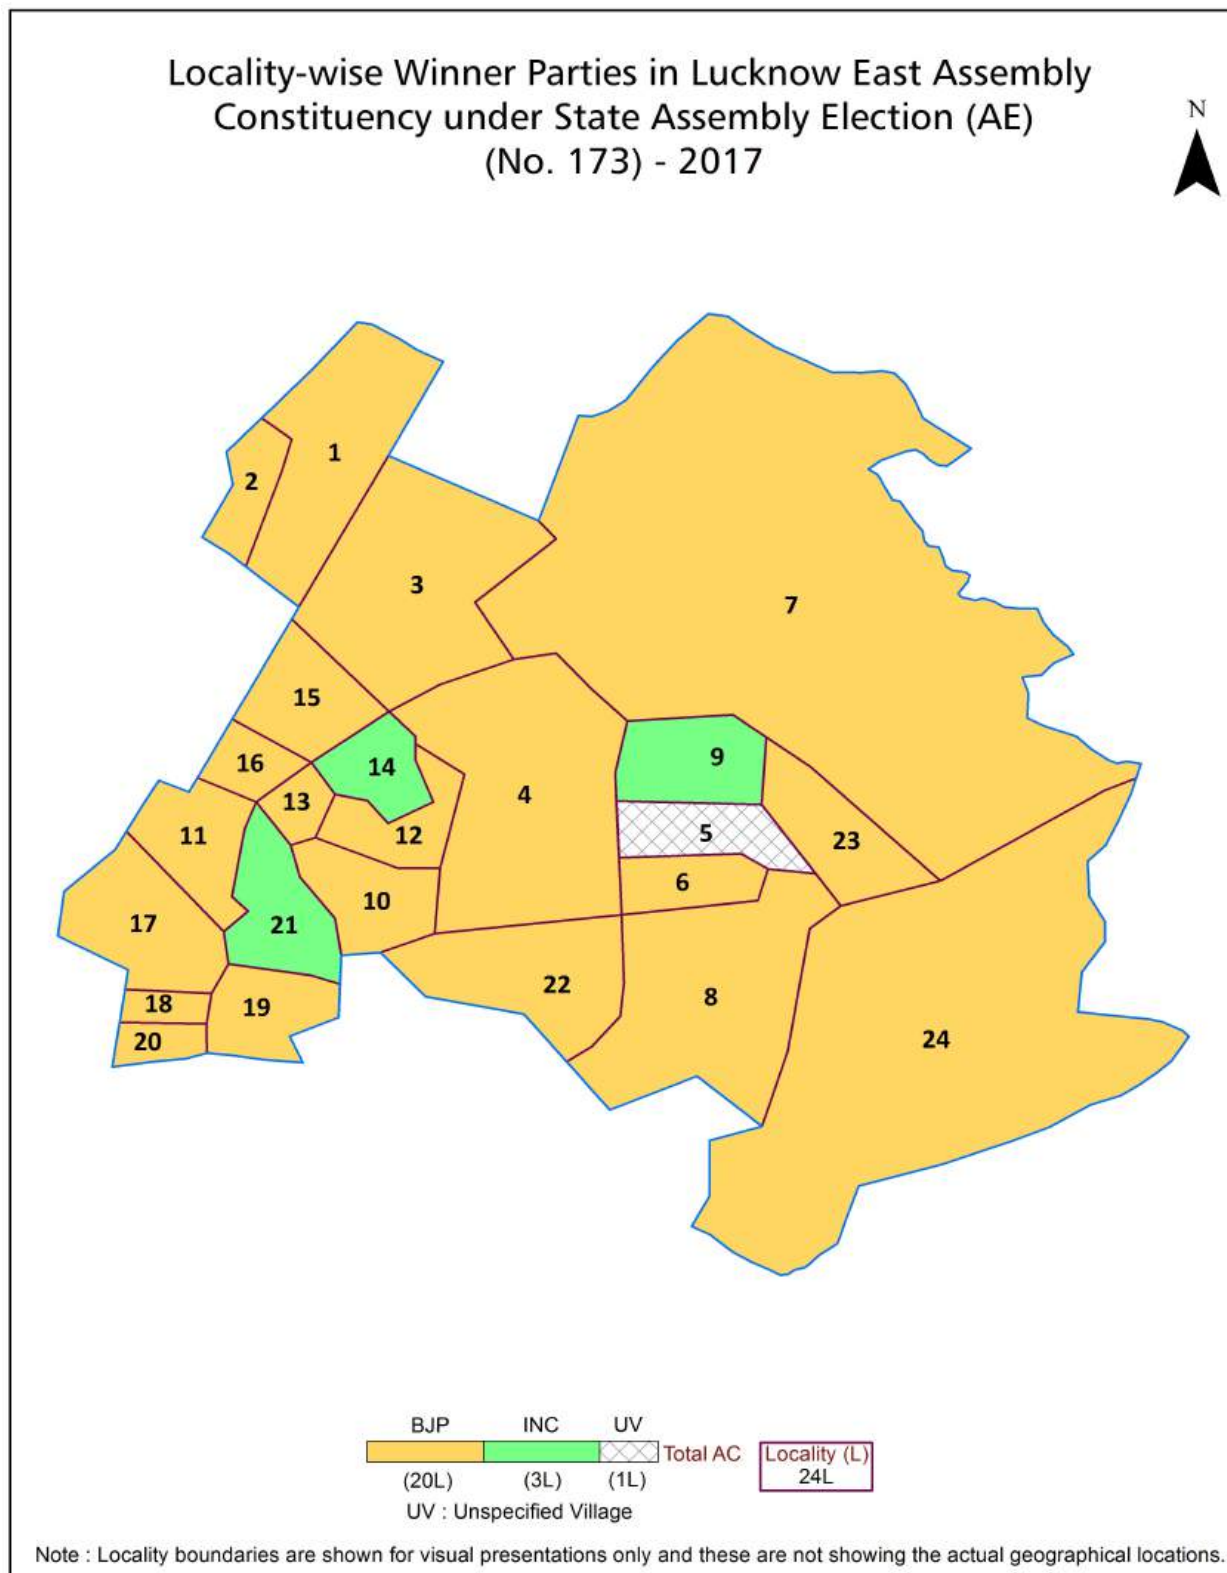 Locality-wise Winner Parties in Lucknow East Assembly
Constituency under State Assembly Election (AE)
(No. 173) - 2017
N
1
2
3
7
15
14
9
16
13
4
12
5
23
11
6
10
17
21
22
8
18
19
24
20
BJP INC UV
Total AC Locality (L)
24L
(20L) (3L) (1L)
UV : Unspecified Village
Note : Locality boundaries are shown for visual presentations only and these are not showing the actual geographical locations.